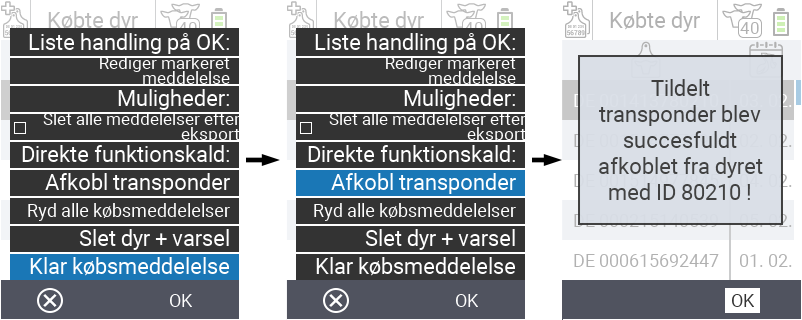 Købte dyr
40
Liste handling på OK:
Rediger markeret
meddelelse
Muligheder:
Slet alle meddelelser efter
eksport
Direkte funktionskald:
Afkobl transponder
Ryd alle købsmeddelelser
Slet dyr + varsel
Klar købsmeddelelse
OK
Købte dyr
40
Liste handling på OK:
Rediger markeret
meddelelse
Muligheder:
Slet alle meddelelser efter
eksport
Direkte funktionskald:
Afkobl transponder
Ryd alle købsmeddelelser
Slet dyr + varsel
Klar købsmeddelelse
OK
Købte dyr
40
Tildelt
transponder blev
succesfuldt
afkoblet fra dyret
med ID 80210 !
DE 000615692447 01. 02.
OK